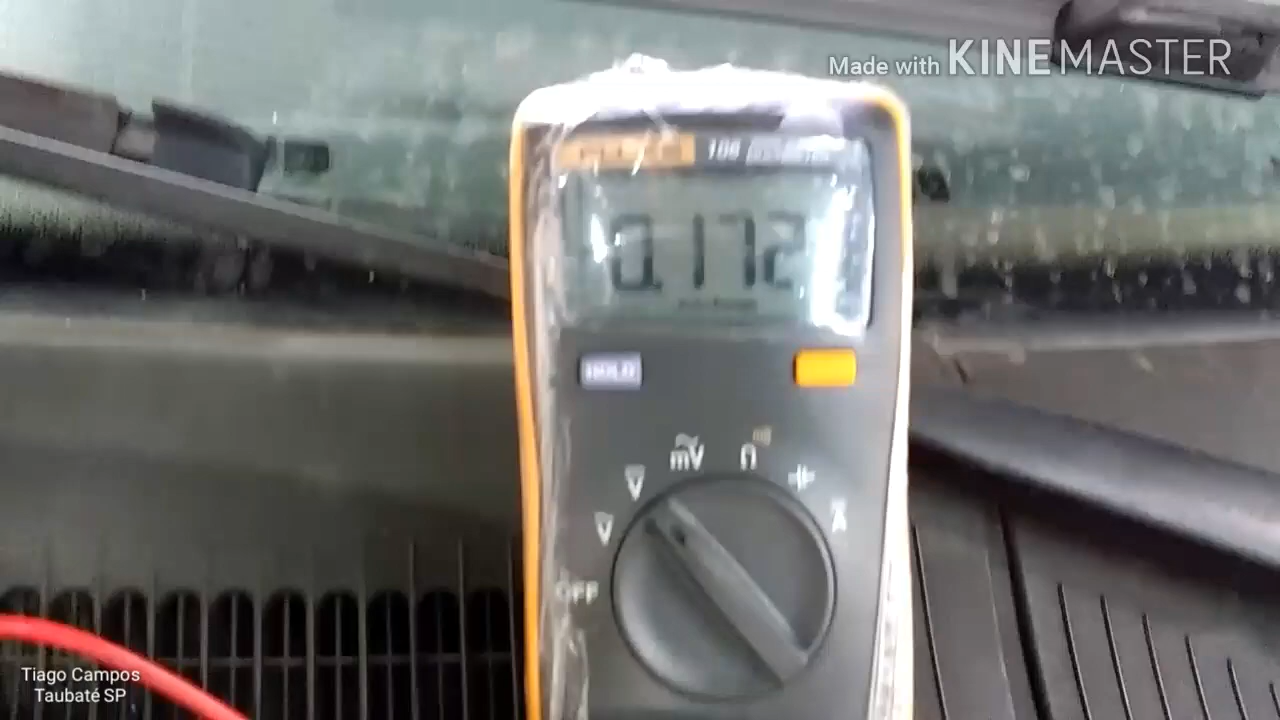 Made with KINEMASTER
106
0.172
HOLD
mV
Ω
V
V
A
OFF
Tiago Campos
Taubaté SP